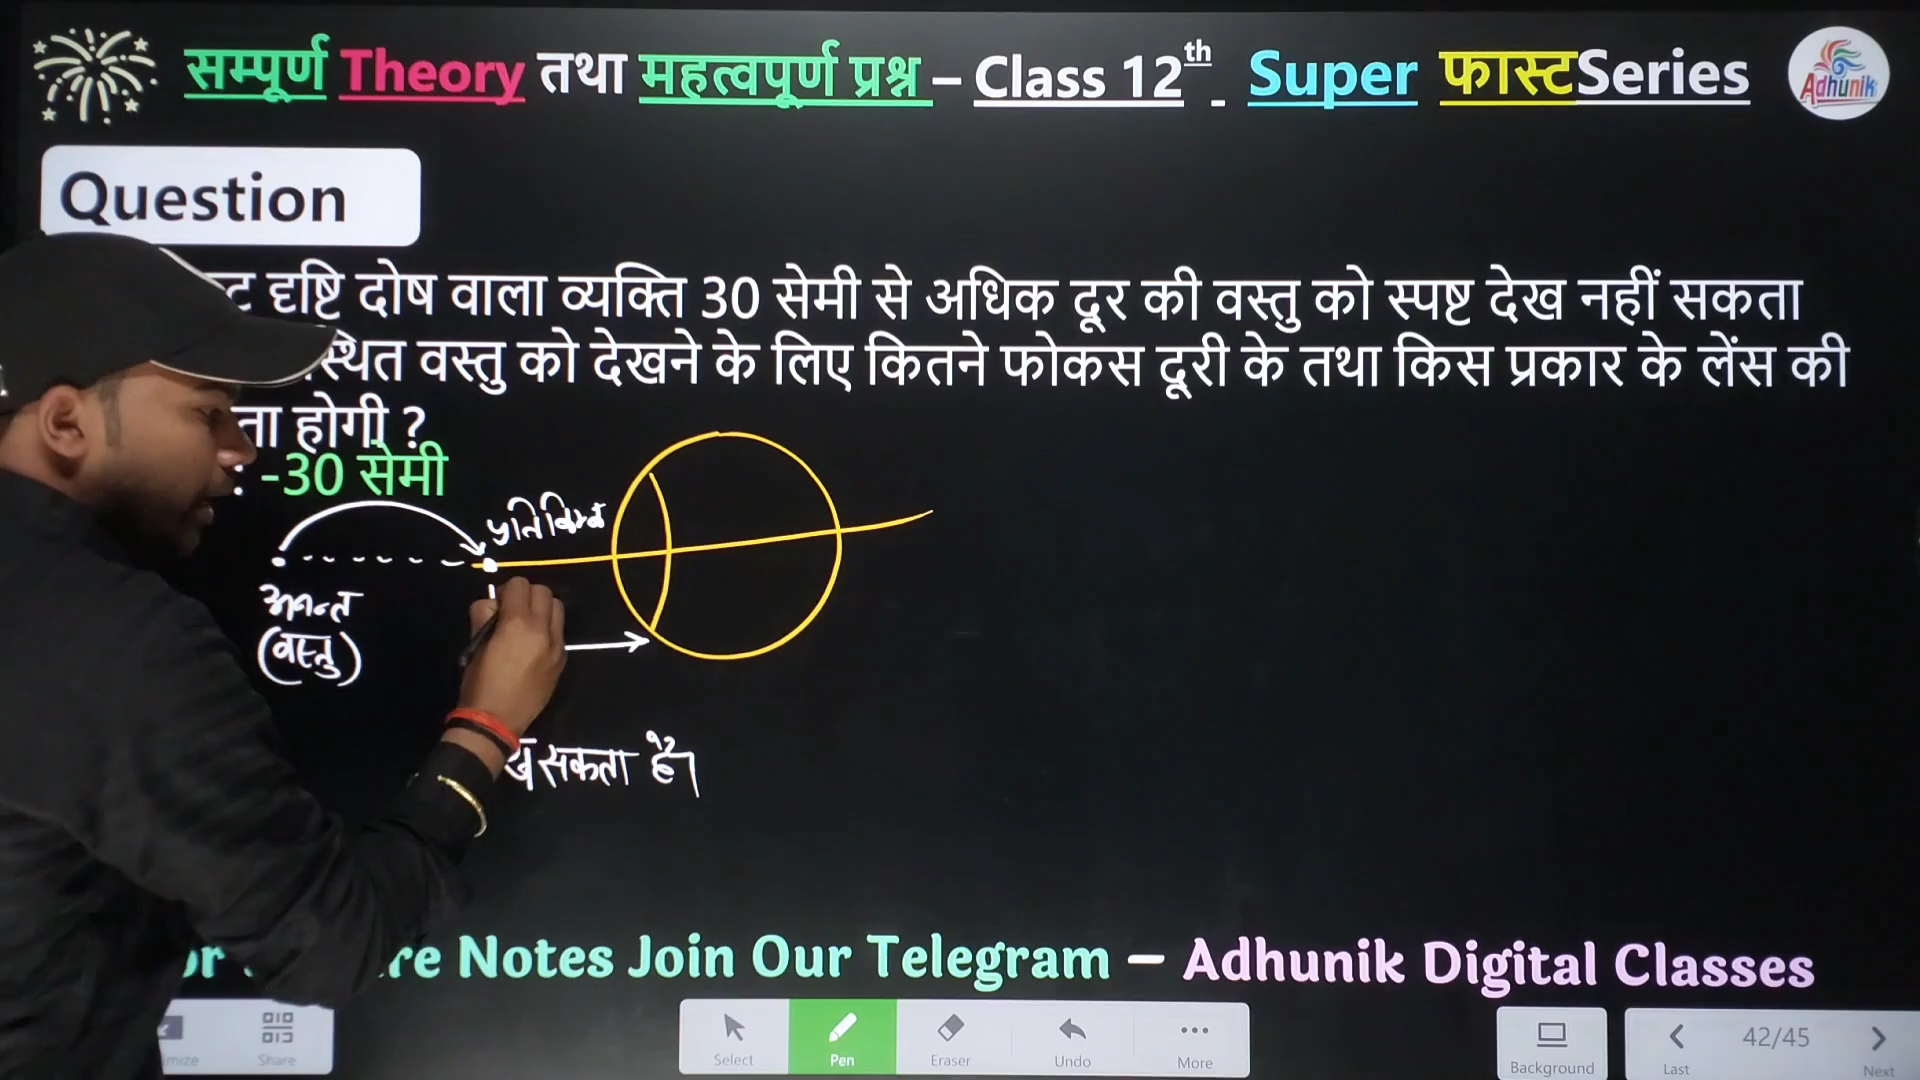 सम्पूर्ण Theory तथा महत्वपूर्ण प्रश्न – Class 12th - Super फास्टSeries
Adhunik
Question
दृष्टि दोष वाला व्यक्ति 30 सेमी से अधिक दूर की वस्तु को स्पष्ट देख नहीं सकता
वस्तु को देखने के लिए कितने फोकस दूरी के तथा किस प्रकार के लेंस की
होगी ?
: -30 सेमी
प्रतिबिम्ब
अनन्त
(वस्तु)
सकता है।
Notes Join Our Telegram – Adhunik Digital Classes
Share
Select
Pen
Eraser
Undo
More
Background
Last
42/45
Next